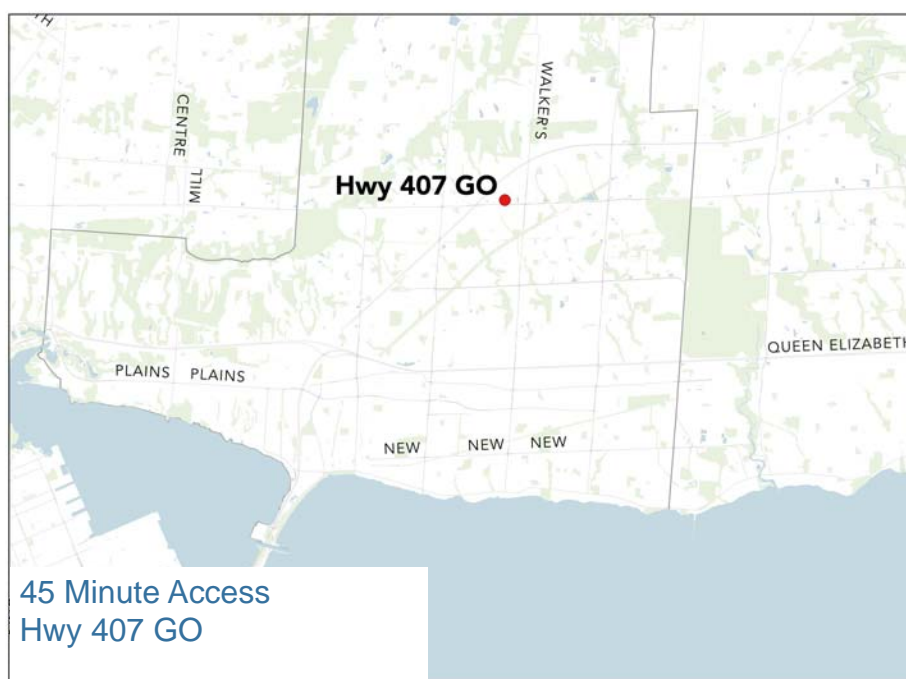 TH
WALKER'S
CENTRE
MILL
Hwy 407 GO
QUEEN ELIZABETH
PLAINS PLAINS
NEW NEW NEW
45 Minute Access
Hwy 407 GO